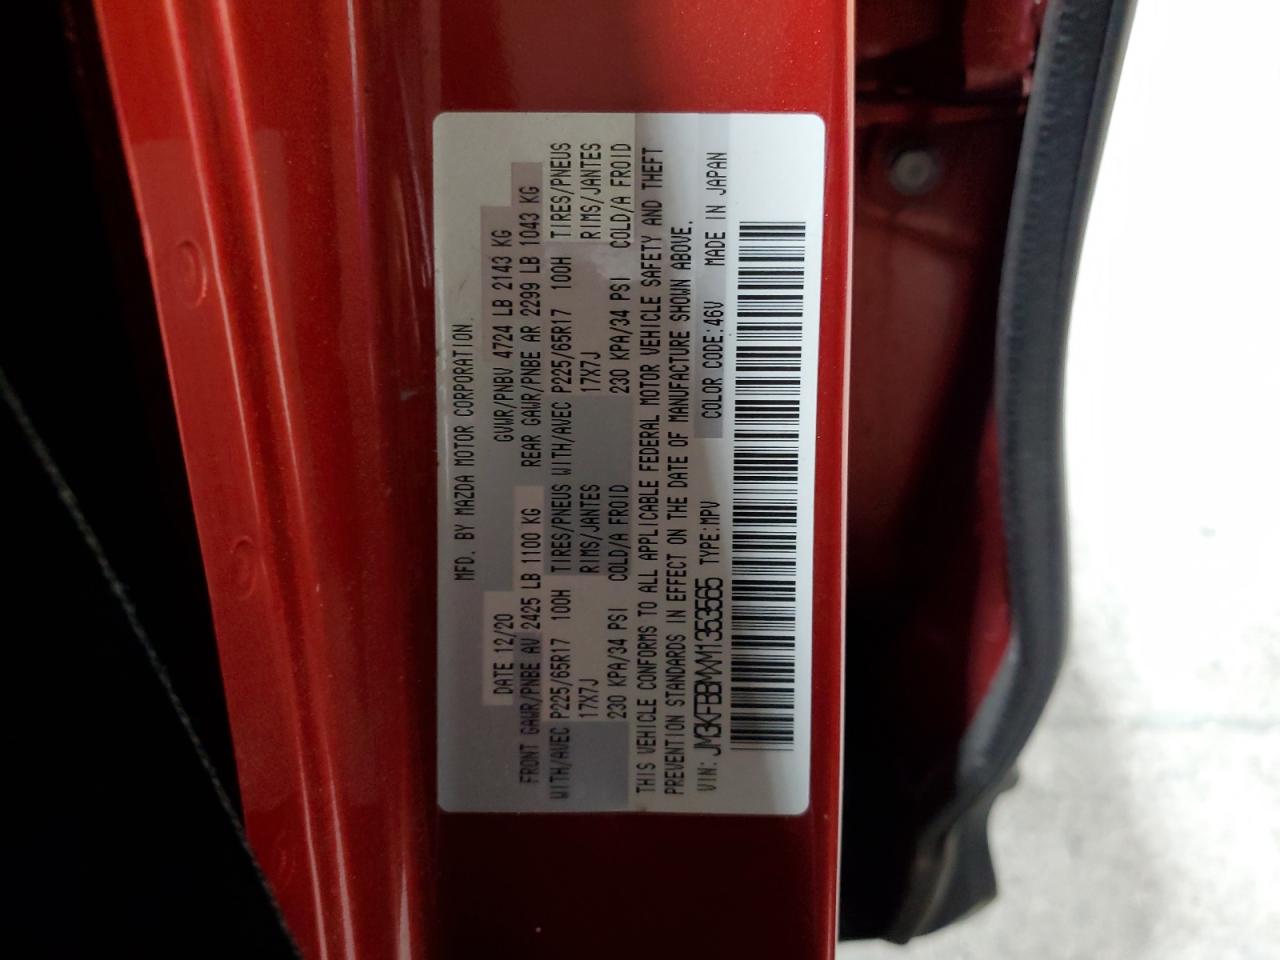 MFD. BY MAZDA MOTOR CORPORATION
DATE 12/20 GVWR/PNBV 4724 LB 2143 KG
FRONT GAWR/PNBE AV 2425 LB 1100 KG REAR GAWR/PNBE AR 2299 LB 1043 KG
WITH/AVEC P225/65R17 100H TIRES/PNEUS WITH/AVEC P225/65R17 100H TIRES/PNEUS
17X7J RIMS/JANTES 17X7J RIMS/JANTES
230 KPA/34 PSI COLD/A FROID 230 KPA/34 PSI COLD/A FROID
THIS VEHICLE CONFORMS TO ALL APPLICABLE FEDERAL MOTOR VEHICLE SAFETY AND THEFT
PREVENTION STANDARDS IN EFFECT ON THE DATE OF MANUFACTURE SHOWN ABOVE.
VIN: JM3KFBBMXM1353565 TYPE:MPV COLOR CODE:46V MADE IN JAPAN